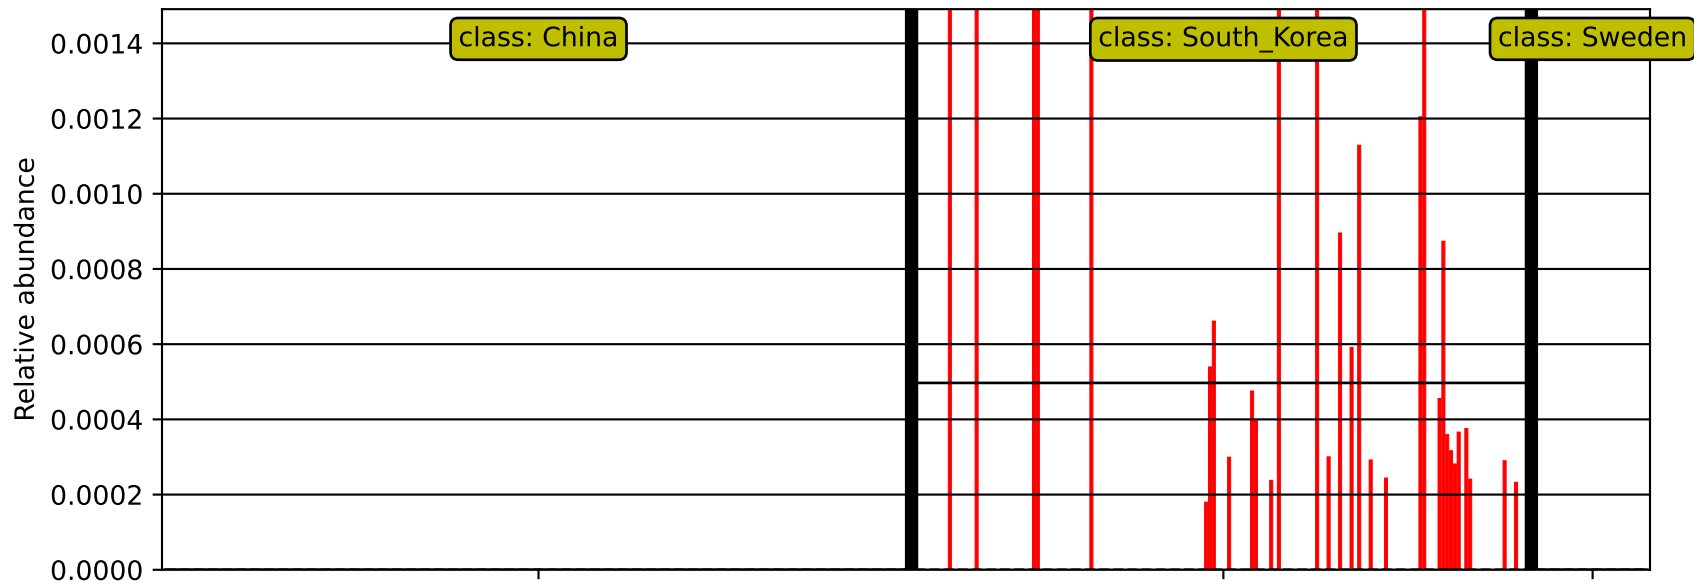 class: China
class: South_Korea
class: Sweden
0.0014
0.0012
0.0010
0.0008
0.0006
0.0004
0.0002
0.0000
Relative abundance